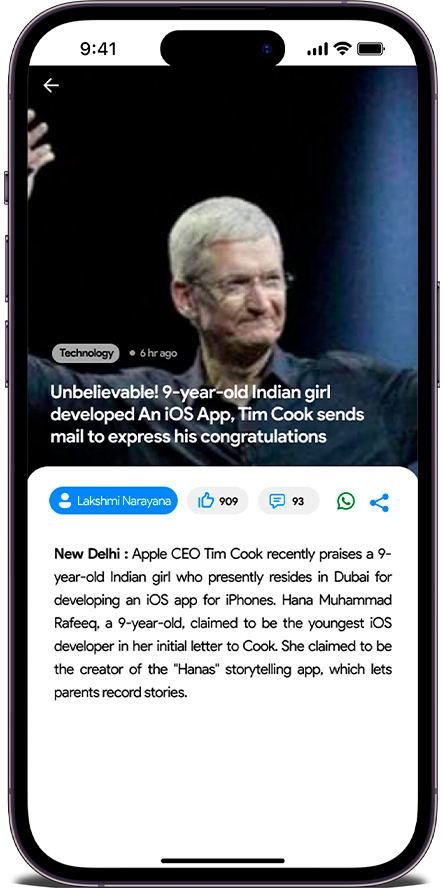 9:41
Technology • 6 hr ago
Unbelievable! 9-year-old Indian girl
developed An iOS App, Tim Cook sends
mail to express his congratulations
Lakshmi Narayana 909 93
New Delhi : Apple CEO Tim Cook recently praises a 9-
year-old Indian girl who presently resides in Dubai for
developing an iOS app for iPhones. Hana Muhammad
Rafeeq, a 9-year-old, claimed to be the youngest iOS
developer in her initial letter to Cook. She claimed to be
the creator of the "Hanas" storytelling app, which lets
parents record stories.